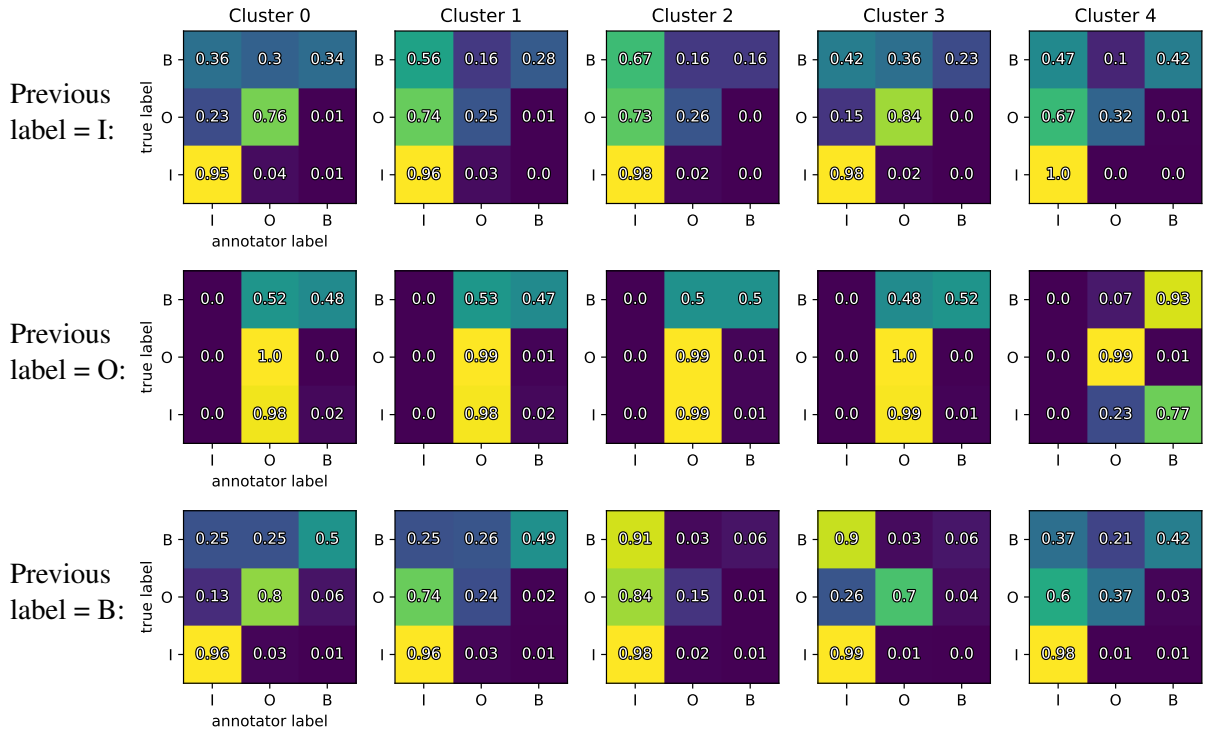 Cluster 0 Cluster 1 Cluster 2 Cluster 3 Cluster 4
Previous label = I:
true label
B 0.36 0.3 0.34 B 0.56 0.16 0.28 B 0.67 0.16 0.16 B 0.42 0.36 0.23 B 0.47 0.1 0.42
O 0.23 0.76 0.01 O 0.74 0.25 0.01 O 0.73 0.26 0.0 O 0.15 0.84 0.0 O 0.67 0.32 0.01
I 0.95 0.04 0.01 I 0.96 0.03 0.0 I 0.98 0.02 0.0 I 0.98 0.02 0.0 I 1.0 0.0 0.0
I O B I O B I O B I O B I O B
annotator label
Previous label = O:
true label
B 0.0 0.52 0.48 B 0.0 0.53 0.47 B 0.0 0.5 0.5 B 0.0 0.48 0.52 B 0.0 0.07 0.93
O 0.0 1.0 0.0 O 0.0 0.99 0.01 O 0.0 0.99 0.01 O 0.0 1.0 0.0 O 0.0 0.99 0.01
I 0.0 0.98 0.02 I 0.0 0.98 0.02 I 0.0 0.99 0.01 I 0.0 0.99 0.01 I 0.0 0.23 0.77
I O B I O B I O B I O B I O B
annotator label
Previous label = B:
true label
B 0.25 0.25 0.5 B 0.25 0.26 0.49 B 0.91 0.03 0.06 B 0.9 0.03 0.06 B 0.37 0.21 0.42
O 0.13 0.8 0.06 O 0.74 0.24 0.02 O 0.84 0.15 0.01 O 0.26 0.7 0.04 O 0.6 0.37 0.03
I 0.96 0.03 0.01 I 0.96 0.03 0.01 I 0.98 0.02 0.01 I 0.99 0.01 0.0 I 0.98 0.01 0.01
I O B I O B I O B I O B I O B
annotator label